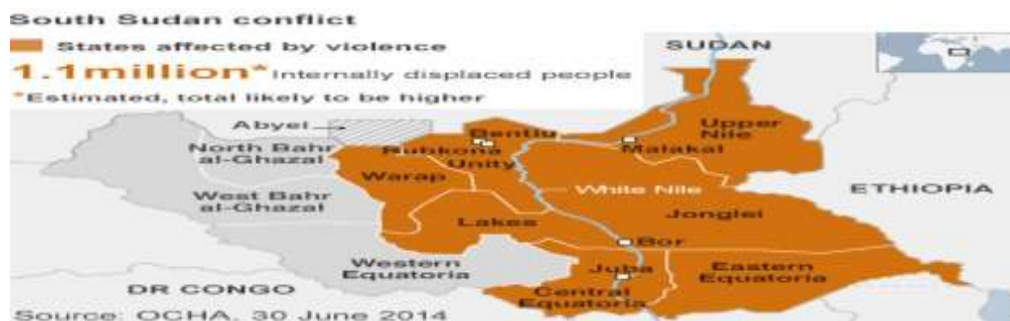 South Sudan conflict
States affected by violence
1.1million* Internally displaced people
*Estimated, total likely to be higher
SUDAN
Abyei
Bentiu
Upper
Nile
North Bahr
al-Ghazal
Rubkona
Unity
Malakal
Warap
West Bahr
al-Ghazal
White Nile
ETHIOPIA
Lakes
Jonglei
Bor
Western
Equatoria
Juba
Eastern
Equatoria
DR CONGO
Central
Equatoria
Source: OCHA, 30 June 2014